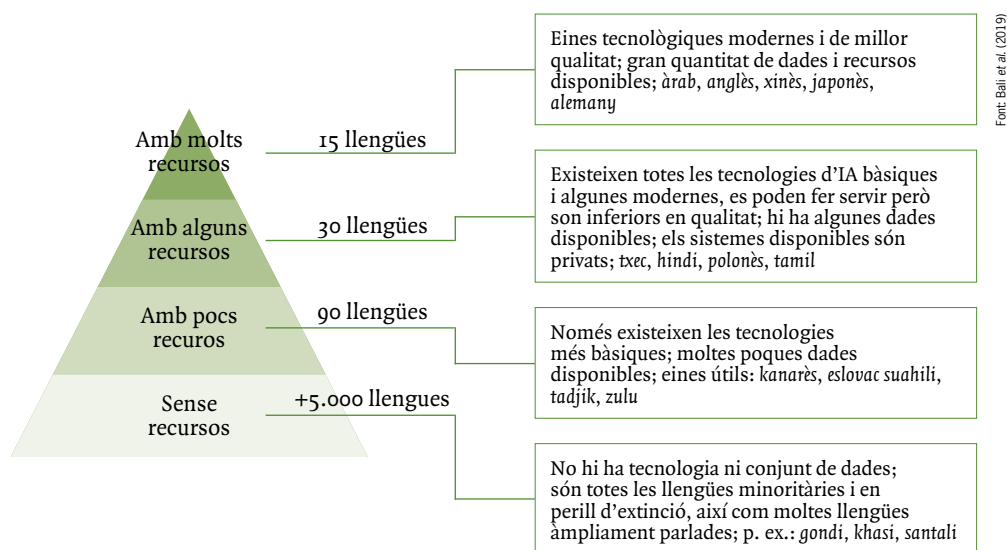 Amb molts
recursos
15 llengües
Eines tecnològiques modernes i de millor
qualitat; gran quantitat de dades i recursos
disponibles; àrab, anglès, xinès, japonès,
alemany
Amb alguns
recursos
30 llengües
Existeixen totes les tecnologies d’IA bàsiques
i algunes modernes, es poden fer servir però
son inferiors en qualitat; hi ha algunes dades
disponibles; els sistemes disponibles són
privats; txec, hindi, polonès, tamil
Amb pocs
recuros
90 llengües
Només existeixen les tecnologies
més bàsiques; moltes poques dades
disponibles; eines útils: kanarès, eslovac suahili,
tadjik, zulu
Sense
recursos
+5.000 llengues
No hi ha tecnologia ni conjunt de dades;
són totes les llengües minoritàries i en
perill d’extinció, així com moltes llengües
àmpliament parlades; p. ex.: gondi, khasi, santali
Font: Bali et al. (2019)